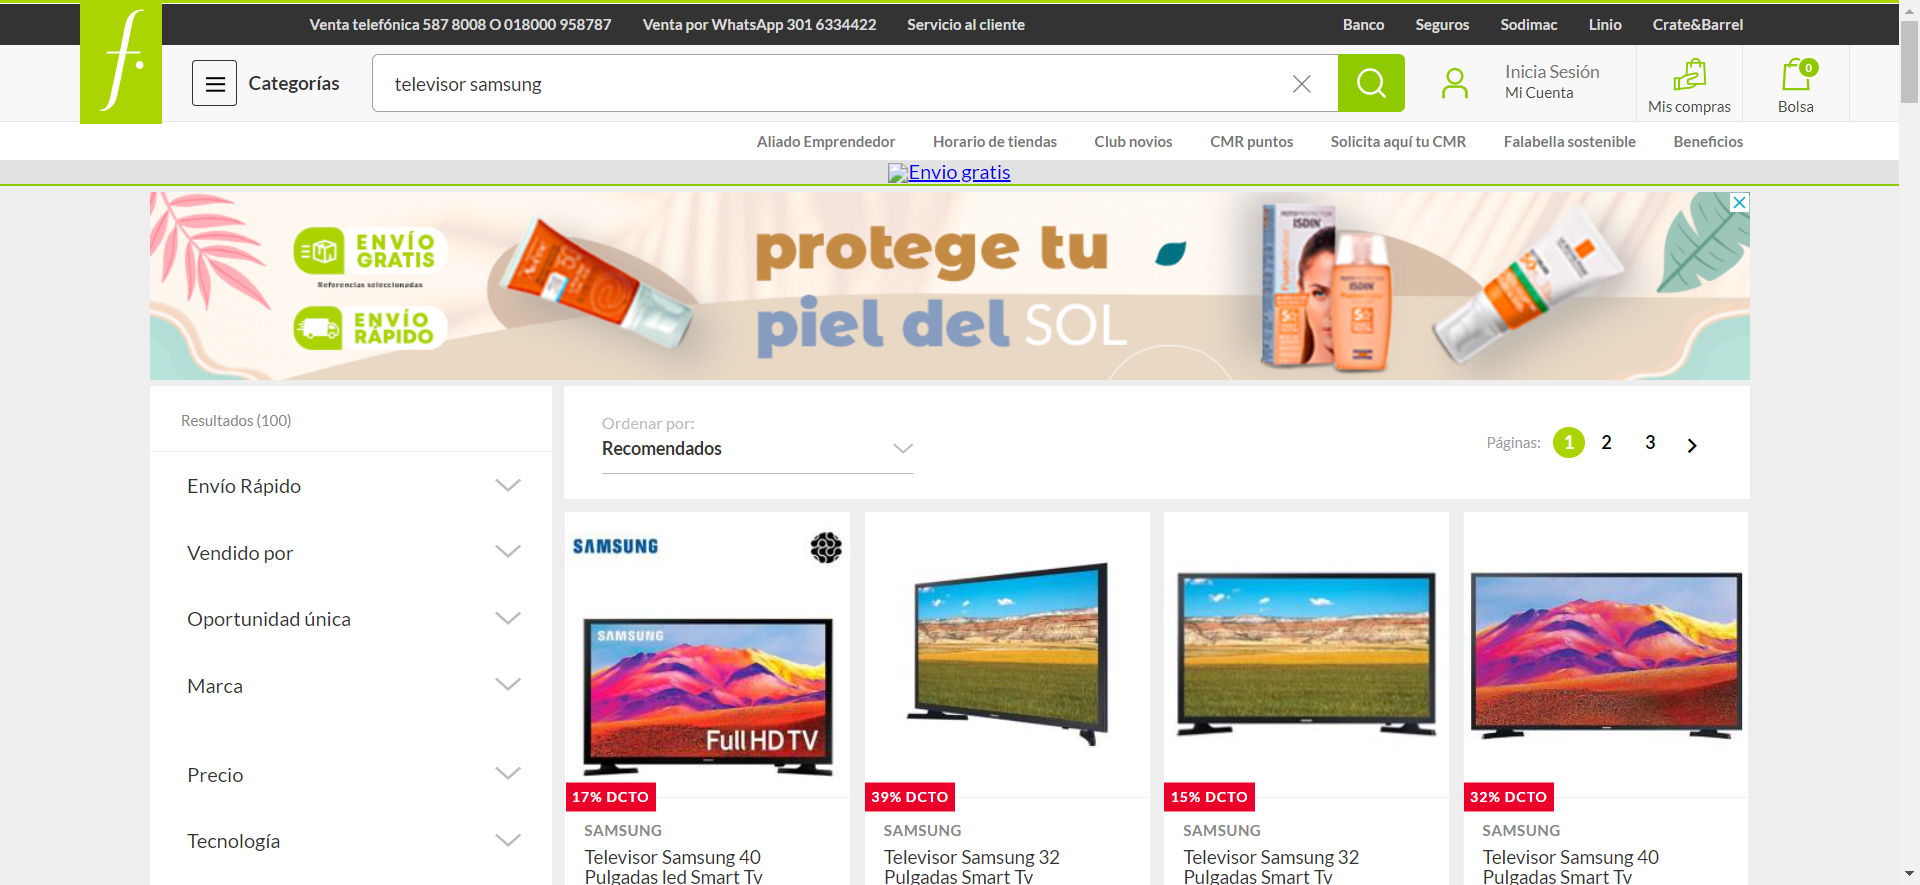 Venta telefónica 587 8008 O 018000 958787 Venta por WhatsApp 301 6334422 Servicio al cliente Banco Seguros Sodimac Linio Crate&Barrel
f.
Categorías televisor samsung Inicia Sesión
Mi Cuenta
Mis compras
0
Bolsa
Aliado Emprendedor Horario de tiendas Club novios CMR puntos Solicita aquí tu CMR Falabella sostenible Beneficios
Envio gratis
ENVÍO
GRATIS
Referencias seleccionadas
ENVÍO
RÁPIDO
protege tu
piel del SOL
ISDIN
ISDIN
Resultados (100)
Envío Rápido
Vendido por
Oportunidad única
Marca
Precio
Tecnología
Ordenar por:
Recomendados
Páginas: 1 2 3
SAMSUNG
SAMSUNG
Full HD TV
17% DCTO
SAMSUNG
Televisor Samsung 40
Pulgadas led Smart Tv
39% DCTO
SAMSUNG
Televisor Samsung 32
Pulgadas Smart Tv
15% DCTO
SAMSUNG
Televisor Samsung 32
Pulgadas Smart Tv
32% DCTO
SAMSUNG
Televisor Samsung 40
Pulgadas Smart Tv